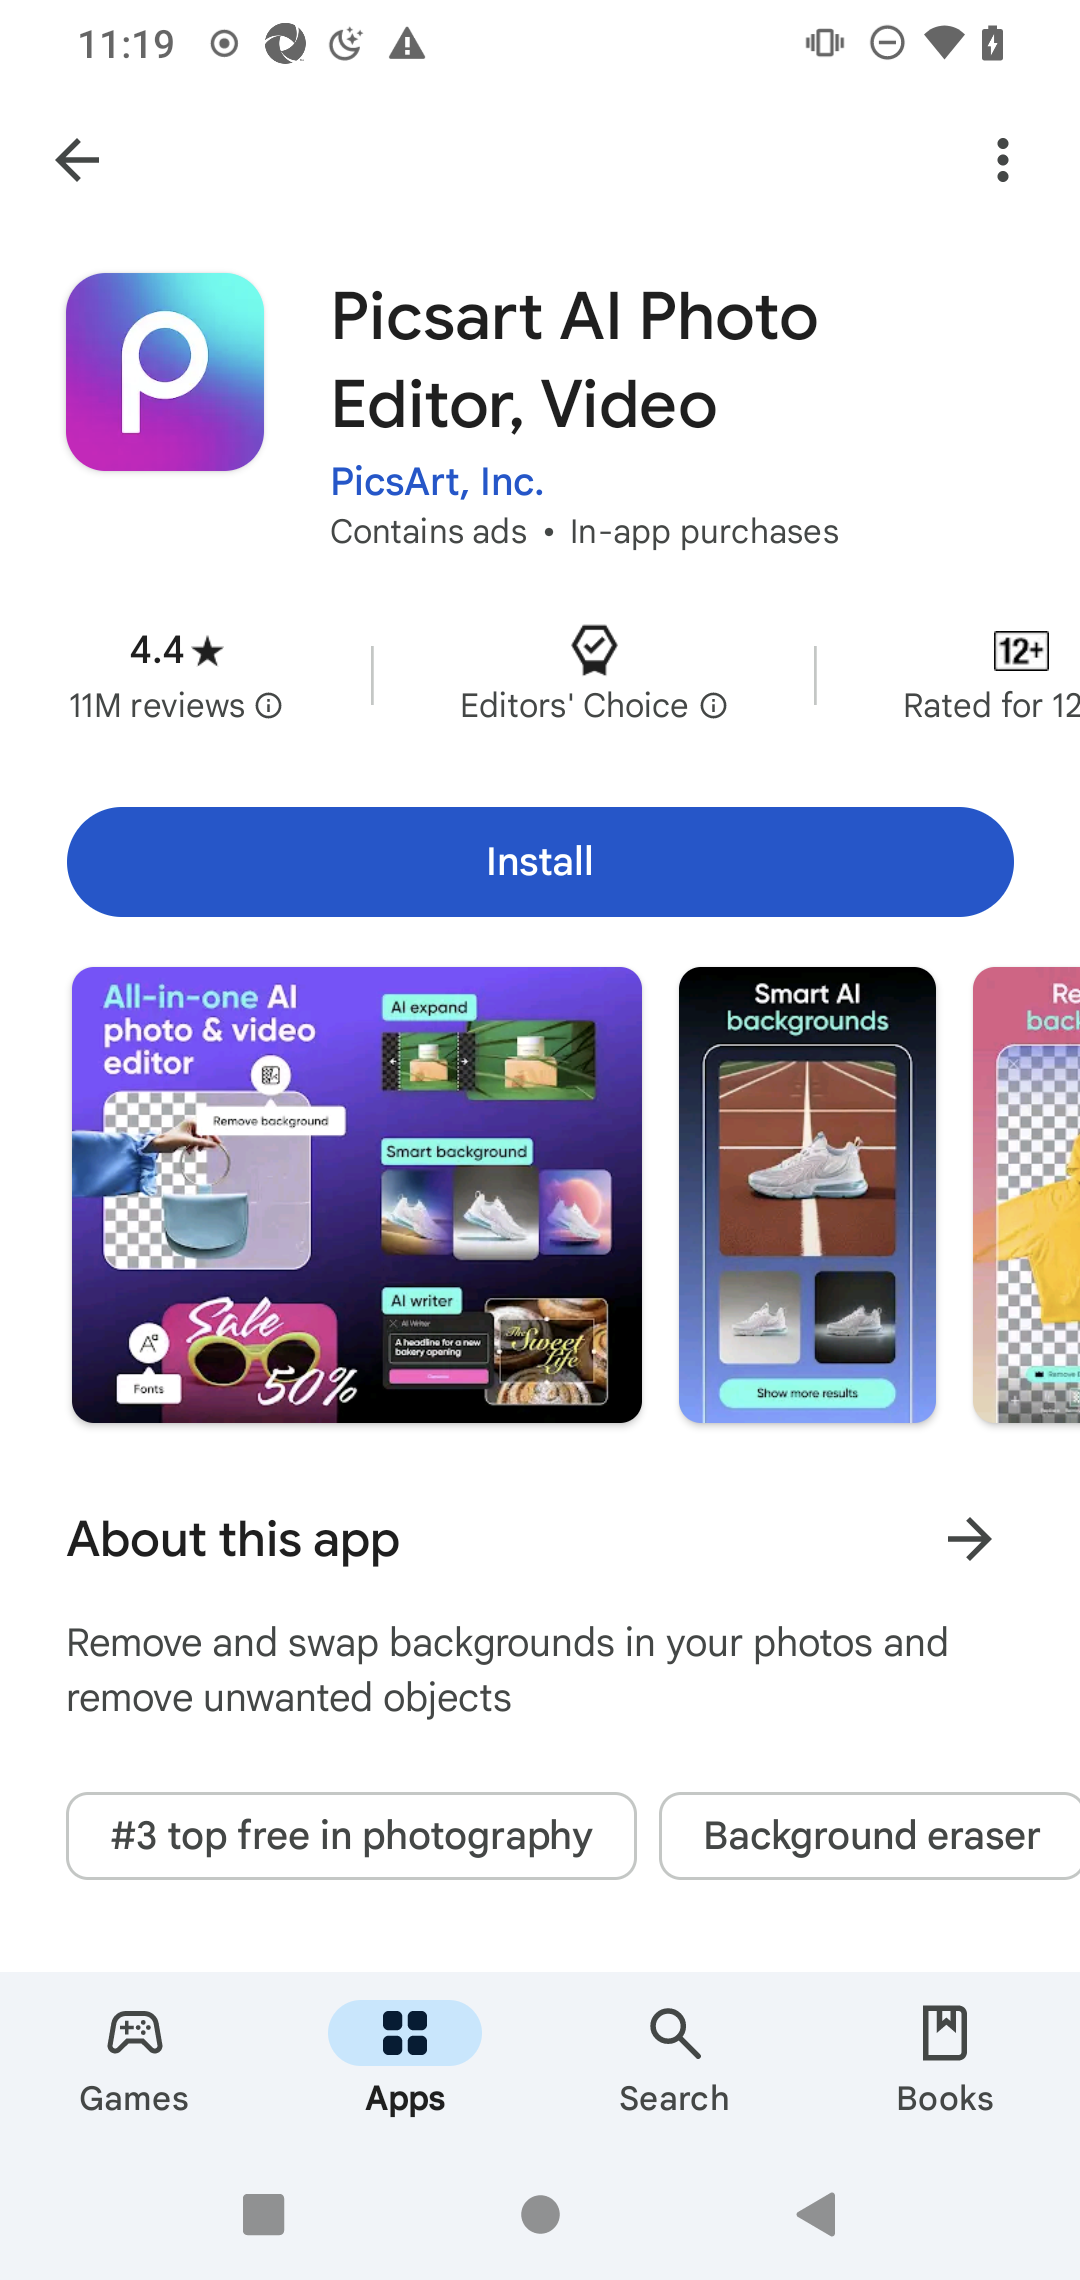 11:19
Picsart AI Photo
Editor, Video
PicsArt, Inc.
Contains ads • In-app purchases
4.4★
11M reviews
Editors' Choice
12+
Rated for 12
Install
All-in-one AI
photo & video
editor
Remove background
Sale
50%
Fonts
AI expand
Smart background
AI writer
AI Writer
A headline for a new
bakery opening
The
Sweet
Life
Smart AI
backgrounds
Show more results
Re
back
Remove
About this app
Remove and swap backgrounds in your photos and
remove unwanted objects
#3 top free in photography
Background eraser
Games
Apps
Search
Books